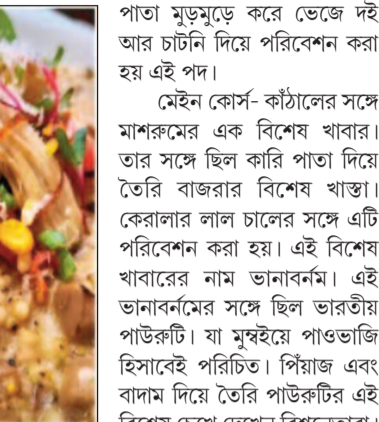 পাতা মুড়মুড়ে করে ভেজে দই
আর চাটনি দিয়ে পরিবেশন করা
হয় এই পদ।
মেইন কোর্স- কাঁঠালের সঙ্গে
মাশরুমের এক বিশেষ খাবার।
তার সঙ্গে ছিল কারি পাতা দিয়ে
তৈরি বাজরার বিশেষ খাস্তা।
কেরালার লাল চালের সঙ্গে এটি
পরিবেশন করা হয়। এই বিশেষ
খাবারের নাম ভানাবর্নম। এই
ভানাবর্নমের সঙ্গে ছিল ভারতীয়
পাউরুটি। যা মুম্বইয়ে পাওভাজি
হিসাবেই পরিচিত। পিঁয়াজ এবং
বাদাম দিয়ে তৈরি পাউরুটির এই